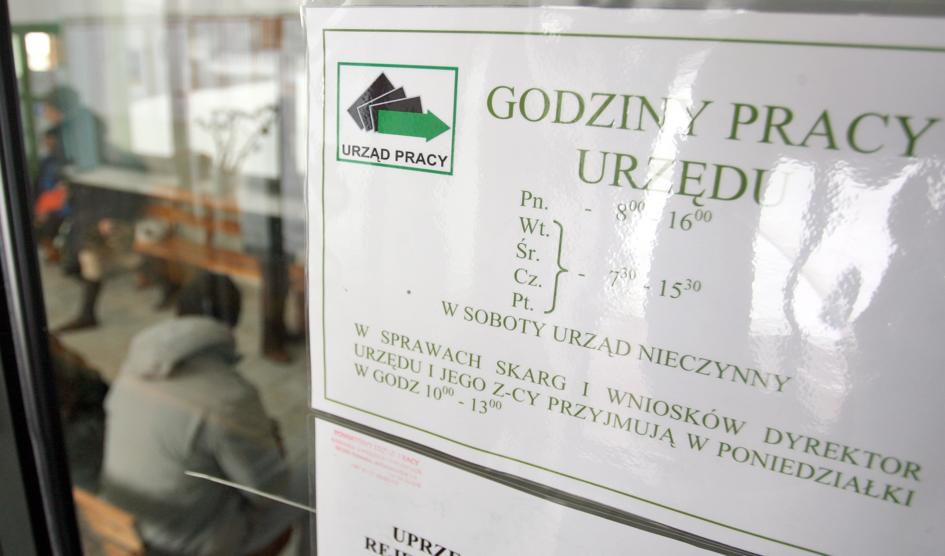 URZĄD PRACY
GODZINY PRACY
URZĘDU
Pn. - 8⁰⁰ - 16⁰⁰
Wt.
Śr.
- 7³⁰ - 15³⁰
Cz.
Pt.
W SOBOTY URZĄD NIECZYNNY
W SPRAWACH SKARG I WNIOSKÓW DYREKTOR
URZĘDU I JEGO Z-CY PRZYJMUJĄ W PONIEDZIAŁKI
W GODZ 10⁰⁰ - 13⁰⁰